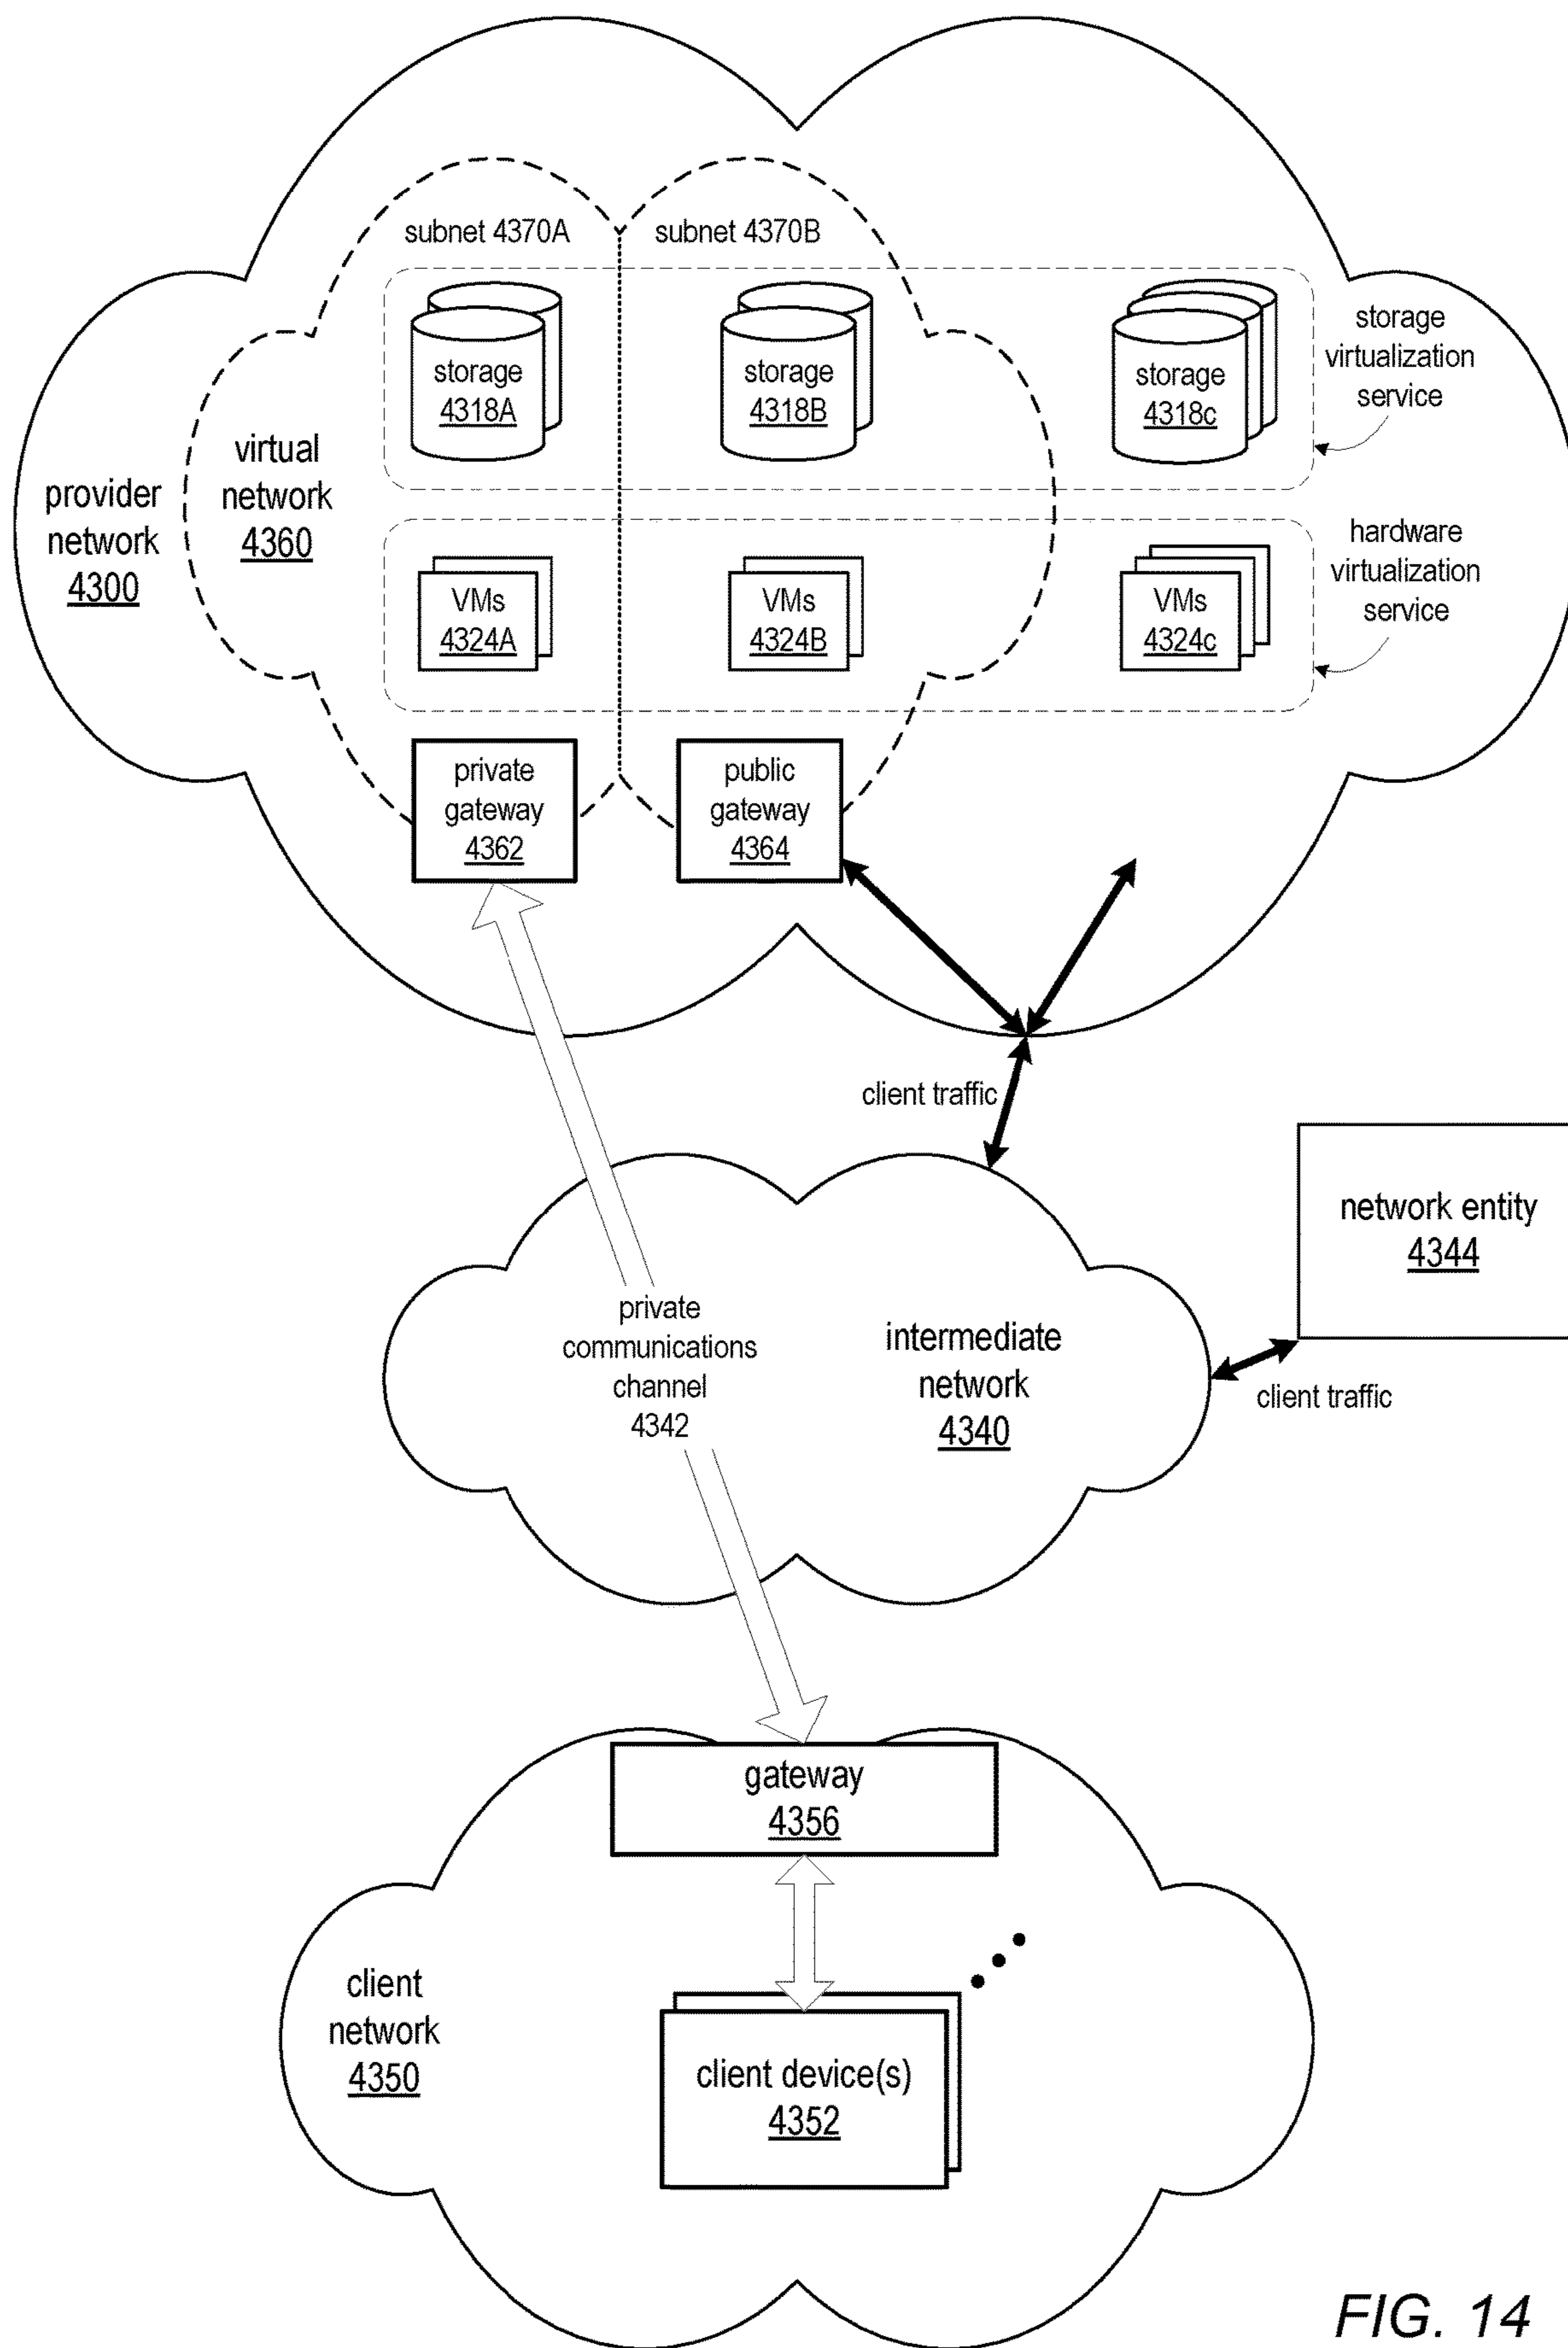 subnet 4370A
subnet 4370B
storage
4318A
storage
4318B
storage
4318c
storage
virtualization
service
provider
network
4300
virtual
network
4360
VMs
4324A
VMs
4324B
VMs
4324c
hardware
virtualization
service
private
gateway
4362
public
gateway
4364
client traffic
network entity
4344
private
communications
channel
4342
intermediate
network
4340
client traffic
gateway
4356
client
network
4350
client device(s)
4352
FIG. 14